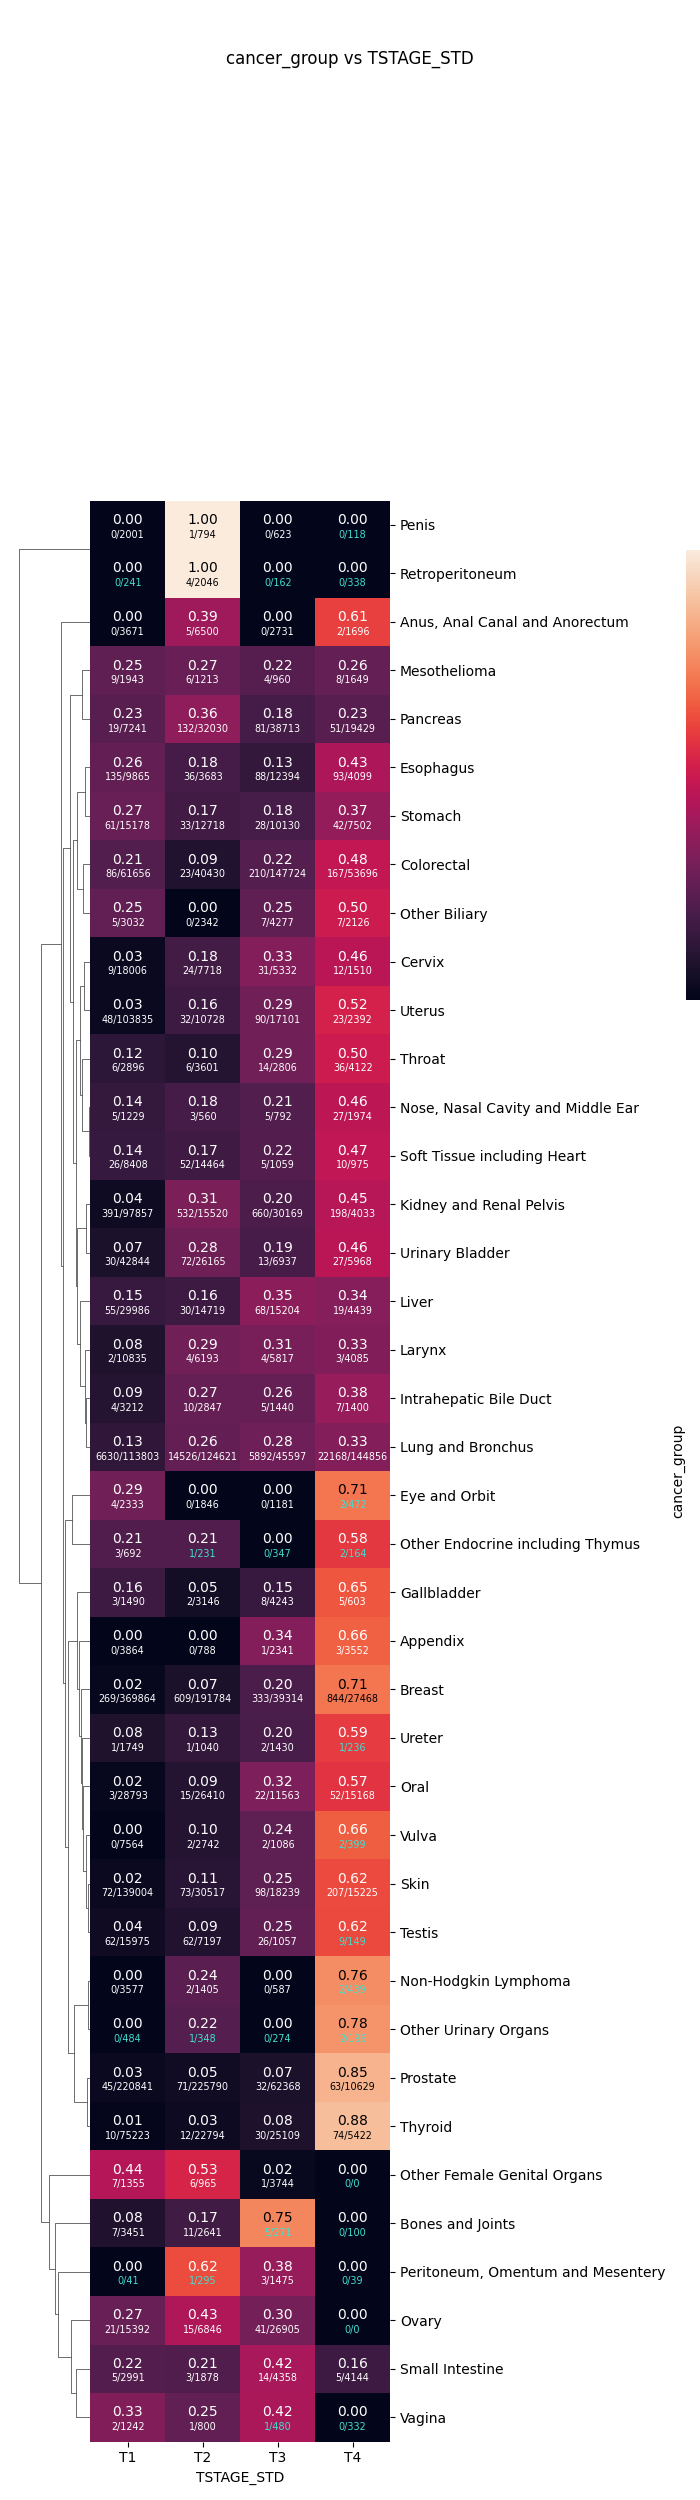 cancer_group vs TSTAGE_STD
0.00 1.00 0.00 0.00 Penis
0/2001 1/794 0/623 0/118
0.00 1.00 0.00 0.00 Retroperitoneum
0/241 4/2046 0/162 0/338
0.00 0.39 0.00 0.61 Anus, Anal Canal and Anorectum
0/3671 5/6500 0/2731 2/1696
0.25 0.27 0.22 0.26 Mesothelioma
9/1943 6/1213 4/960 8/1649
0.23 0.36 0.18 0.23 Pancreas
19/7241 132/32030 81/38713 51/19429
0.26 0.18 0.13 0.43 Esophagus
135/9865 36/3683 88/12394 93/4099
0.27 0.17 0.18 0.37 Stomach
61/15178 33/12718 28/10130 42/7502
0.21 0.09 0.22 0.48 Colorectal
86/61656 23/40430 210/147724 167/53696
0.25 0.00 0.25 0.50 Other Biliary
5/3032 0/2342 7/4277 7/2126
0.03 0.18 0.33 0.46 Cervix
9/18006 24/7718 31/5332 12/1510
0.03 0.16 0.29 0.52 Uterus
48/103835 32/10728 90/17101 23/2392
0.12 0.10 0.29 0.50 Throat
6/2896 6/3601 14/2806 36/4122
0.14 0.18 0.21 0.46 Nose, Nasal Cavity and Middle Ear
5/1229 3/560 5/792 27/1974
0.14 0.17 0.22 0.47 Soft Tissue including Heart
26/8408 52/14464 5/1059 10/975
0.04 0.31 0.20 0.45 Kidney and Renal Pelvis
391/97857 532/15520 660/30169 198/4033
0.07 0.28 0.19 0.46 Urinary Bladder
30/42844 72/26165 13/6937 27/5968
0.15 0.16 0.35 0.34 Liver
55/29986 30/14719 68/15204 19/4439
0.08 0.29 0.31 0.33 Larynx
2/10835 4/6193 4/5817 3/4085
0.09 0.27 0.26 0.38 Intrahepatic Bile Duct
4/3212 10/2847 5/1440 7/1400
0.13 0.26 0.28 0.33 Lung and Bronchus
6630/113803 14526/124621 5892/45597 22168/144856
cancer_group
0.29 0.00 0.00 0.71 Eye and Orbit
4/2333 0/1846 0/1181
0.21 0.21 0.00 0.58 Other Endocrine including Thymus
3/692 1/231 0/347 2/164
0.16 0.05 0.15 0.65 Gallbladder
3/1490 2/3146 8/4243 5/603
0.00 0.00 0.34 0.66 Appendix
0/3864 0/788 1/2341 3/3552
0.02 0.07 0.20 0.71 Breast
269/369864 609/191784 333/39314 844/27468
0.08 0.13 0.20 0.59 Ureter
1/1749 1/1040 2/1430 1/236
0.02 0.09 0.32 0.57 Oral
3/28793 15/26410 22/11563 52/15168
0.00 0.10 0.24 0.66 Vulva
0/7564 2/2742 2/1086 2/399
0.02 0.11 0.25 0.62 Skin
72/139004 73/30517 98/18239 207/15225
0.04 0.09 0.25 0.62 Testis
62/15975 62/7197 26/1057 9/149
0.00 0.24 0.00 0.76 Non-Hodgkin Lymphoma
0/3577 2/1405 0/587
0.00 0.22 0.00 0.78 Other Urinary Organs
0/484 1/348 0/274
0.03 0.05 0.07 0.85 Prostate
45/220841 71/225790 32/62368 63/10629
0.01 0.03 0.08 0.88 Thyroid
10/75223 12/22794 30/25109 74/5422
0.44 0.53 0.02 0.00 Other Female Genital Organs
7/1355 6/965 1/3744 0/0
0.08 0.17 0.75 0.00 Bones and Joints
7/3451 11/2641 0/100
0.00 0.62 0.38 0.00 Peritoneum, Omentum and Mesentery
0/41 1/295 3/1475 0/39
0.27 0.43 0.30 0.00 Ovary
21/15392 15/6846 41/26905 0/0
0.22 0.21 0.42 0.16 Small Intestine
5/2991 3/1878 14/4358 5/4144
0.33 0.25 0.42 0.00 Vagina
2/1242 1/800 1/480 0/332
T1 T2 T3 T4
TSTAGE_STD